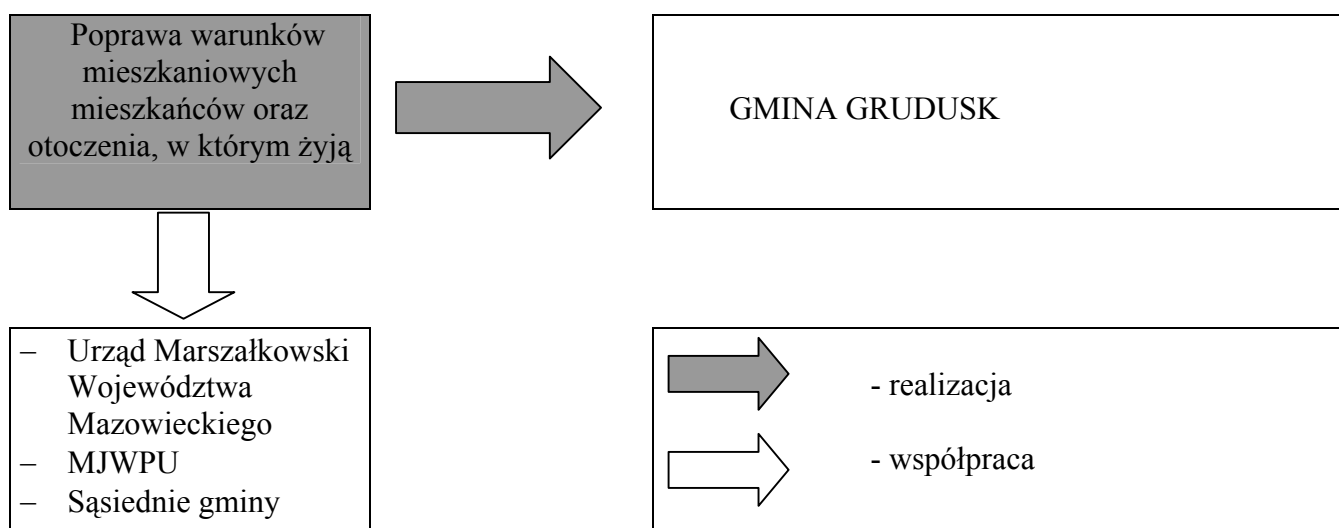 Poprawa warunków
mieszkaniowych
mieszkańców oraz
otoczenia, w którym żyją
GMINA GRUDUSK
– Urząd Marszałkowski
Województwa
Mazowieckiego
– MJWPU
– Sąsiednie gminy
- realizacja
- współpraca